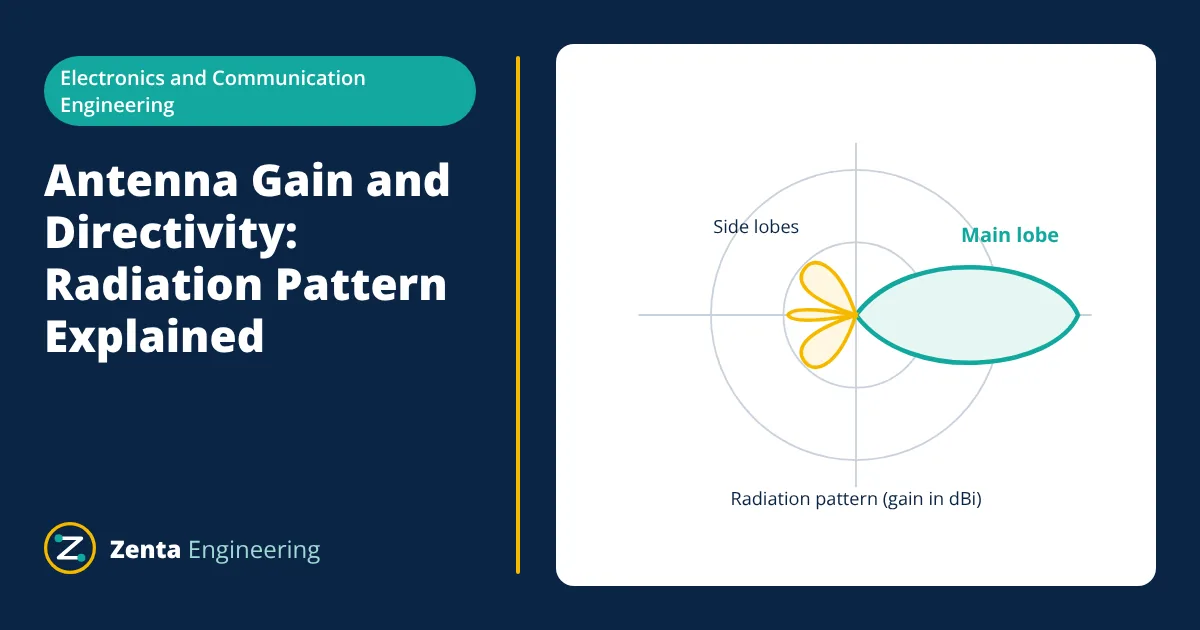 Electronics and Communication
Engineering
Antenna Gain and
Directivity:
Radiation Pattern
Explained
Zenta Engineering
Side lobes
Main lobe
Radiation pattern (gain in dBi)